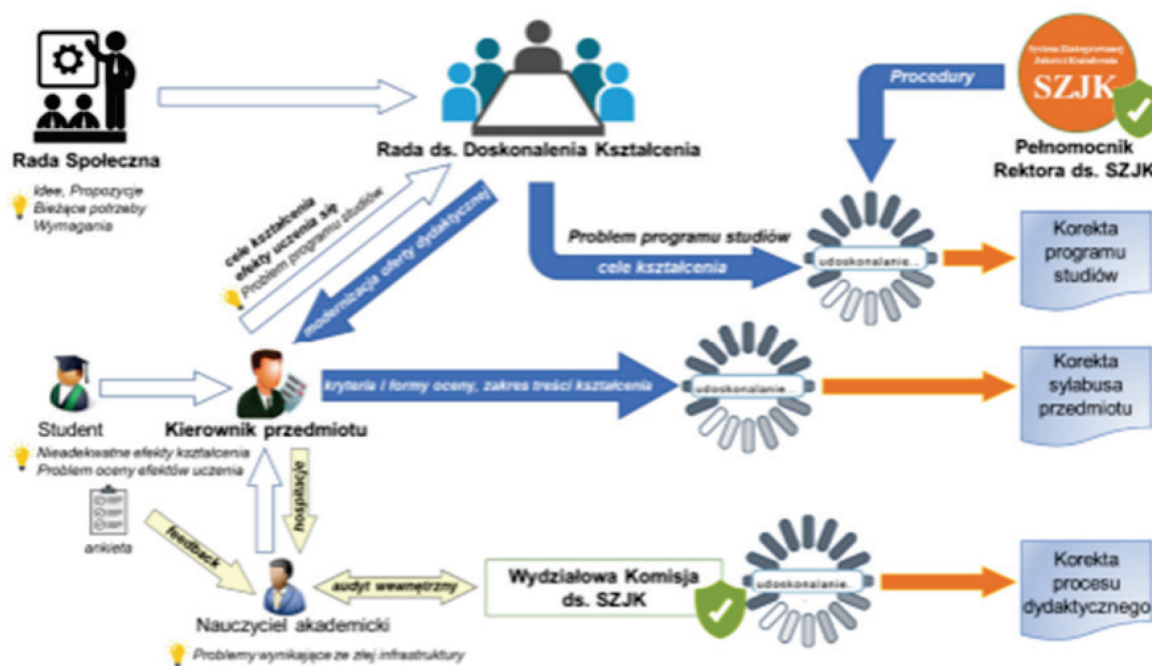 System Zintegrowanej
Jakości Kształcenia
SZJK
Procedury
Rada Społeczna
Rada ds. Doskonalenia Kształcenia
Pełnomocnik
Rektora ds. SZJK
Idee, Propozycje
Bieżące potrzeby
Wymagania
cele kształcenia
efekty uczenia się
Problem programu studiów
modernizacja oferty dydaktycznej
Problem programu studiów
cele kształcenia
udoskonalanie...
Korekta
programu
studiów
Student
Kierownik przedmiotu
kryteria i formy oceny, zakres treści kształcenia
udoskonalanie...
Korekta
sylabusa
przedmiotu
Nieadekwatne efekty kształcenia
Problem oceny efektów uczenia
ankieta
feedback
hospitacje
Nauczyciel akademicki
audyt wewnętrzny
Wydziałowa Komisja
ds. SZJK
udoskonalanie..
.
Korekta
procesu
dydaktycznego
Problemy wynikające ze złej infrastruktury